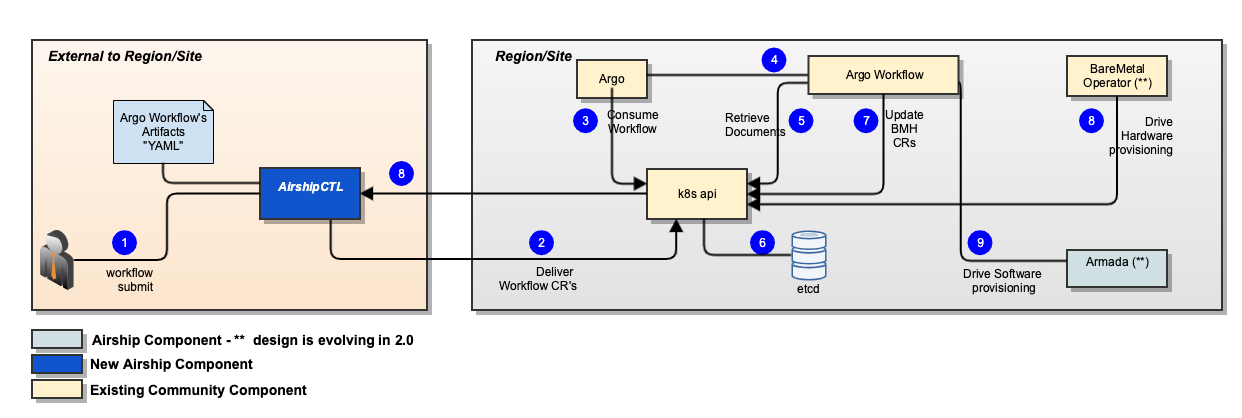 External to Region/Site
Region/Site
Argo Workflow's
Artifacts
"YAML"
AirshipCTL
1
workflow
submit
8
2
Deliver
Workflow CR's
Argo
3
Consume
Workflow
4
Argo Workflow
Retrieve
Documents
5
7
Update
BMH
CRs
BareMetal
Operator (**)
8
Drive
Hardware
provisioning
k8s api
6
etcd
9
Drive Software
provisioning
Armada (**)
Airship Component - ** design is evolving in 2.0
New Airship Component
Existing Community Component